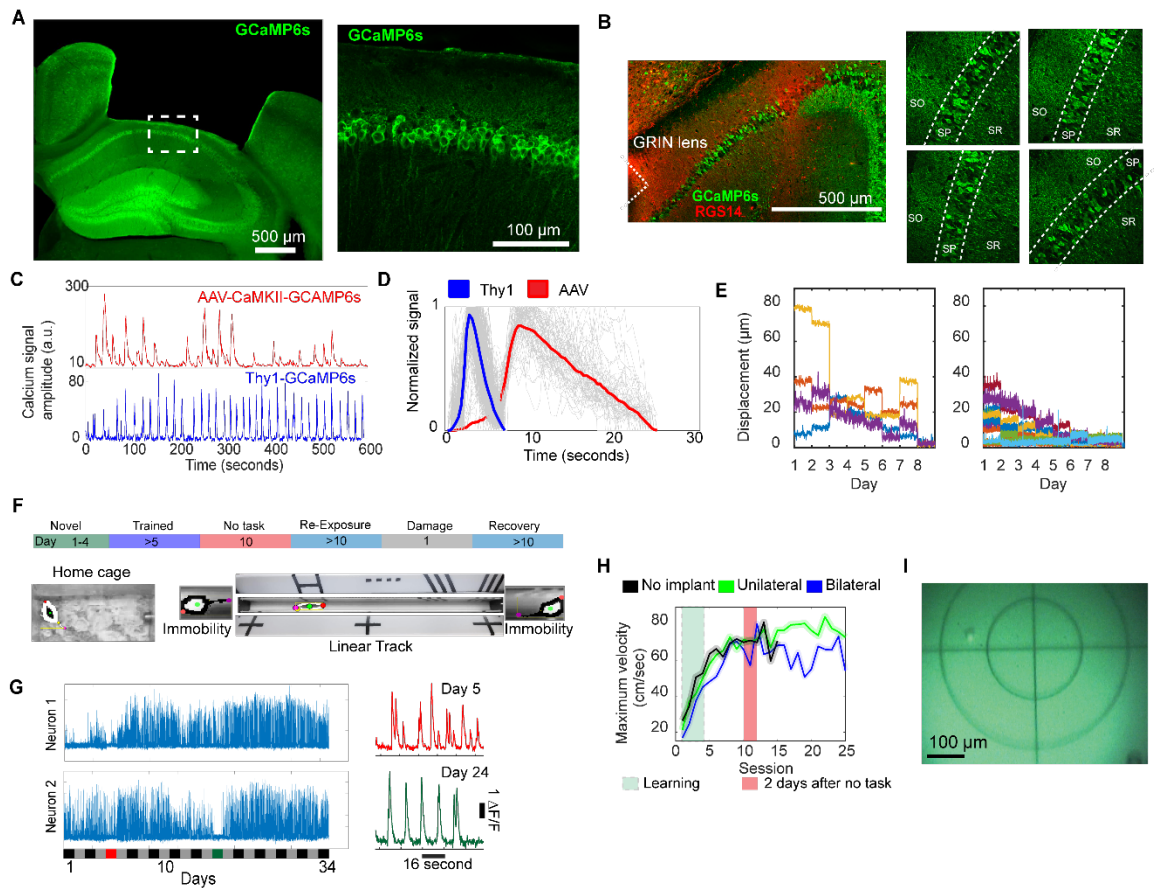 A
GCaMP6s
500 µm
GCaMP6s
100 µm
B
GRIN lens
GCaMP6s
RGS14
500 µm
SO
SP
SR
SO
SP
SR
SO
SP
SR
SO
SP
SR
C
300
AAV-CaMKII-GCAMP6s
10
80
Thy1-GCaMP6s
Calcium signal
amplitude (a.u.)
0 100 200 300 400 500 600
Time (seconds)
D
Thy1 AAV
1
Normalized signal
0
0 10 20 30
Time (seconds)
E
80
60
40
20
0
Displacement (µm)
1 2 3 4 5 6 7 8
Day
80
60
40
20
0
1 2 3 4 5 6 7 8
Day
F
Novel Trained No task Re-Exposure Damage Recovery
Day 1-4 >5 10 >10 1 >10
Home cage
Immobility
Linear Track
Immobility
G
Neuron 1
Neuron 2
1 10 34
Days
Day 5
Day 24
1 ΔF/F
16 second
H
No implant Unilateral Bilateral
80
60
40
20
Maximum velocity
(cm/sec)
0 5 10 15 20 25
Session
Learning 2 days after no task
I
100 µm